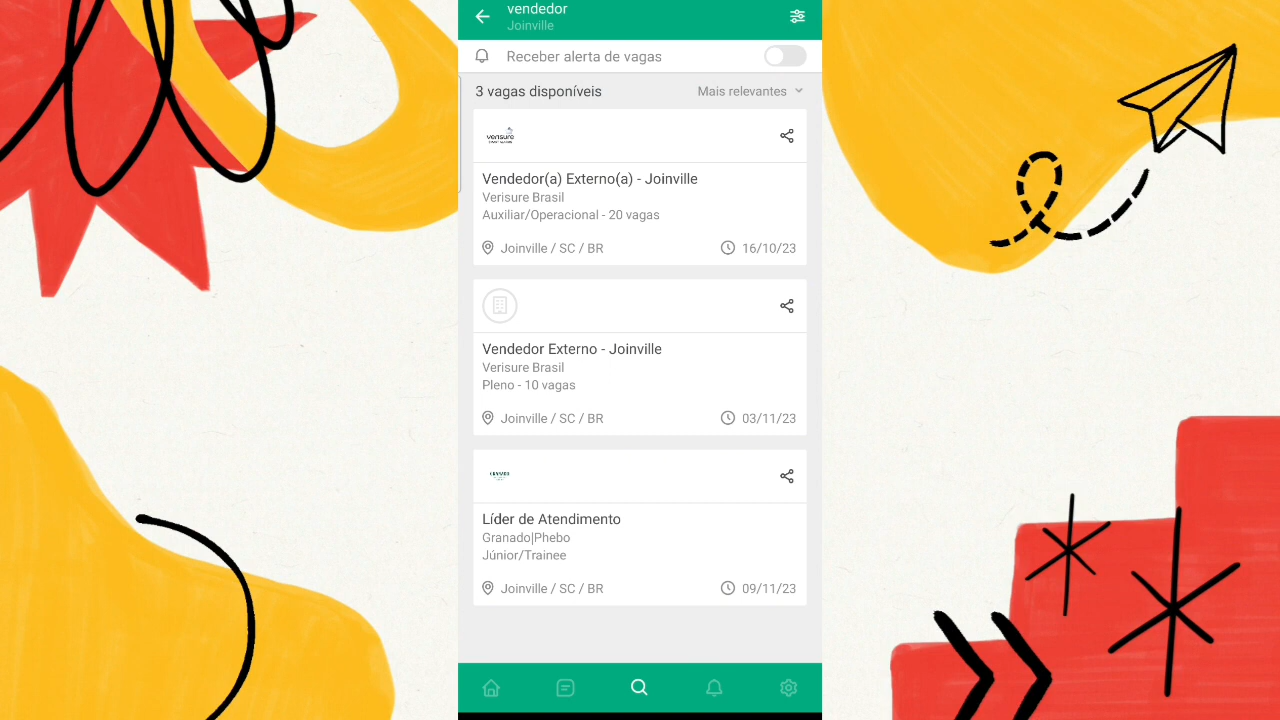 vendedor
Joinville
Receber alerta de vagas
3 vagas disponíveis
Mais relevantes
verisure
Vendedor(a) Externo(a) - Joinville
Verisure Brasil
Auxiliar/Operacional - 20 vagas
Joinville / SC / BR
16/10/23
Vendedor Externo - Joinville
Verisure Brasil
Pleno - 10 vagas
Joinville / SC / BR
03/11/23
Líder de Atendimento
Granado|Phebo
Júnior/Trainee
Joinville / SC / BR
09/11/23